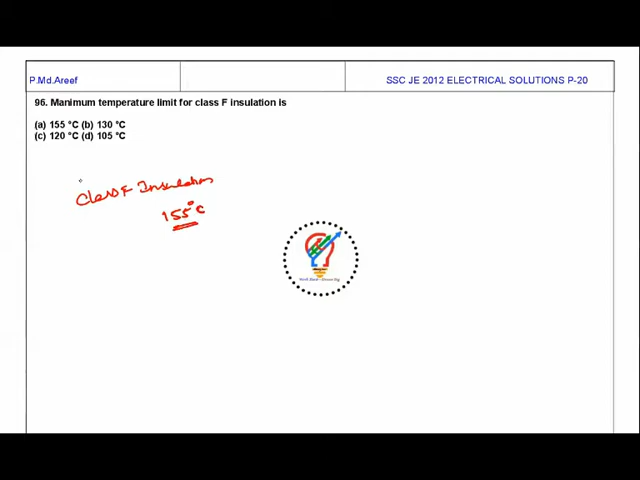 P.Md.Areef
SSC JE 2012 ELECTRICAL SOLUTIONS P-20
96. Manimum temperature limit for class F insulation is
(a) 155 °C (b) 130 °C
(c) 120 °C (d) 105 °C
Class F Insulation
155°C